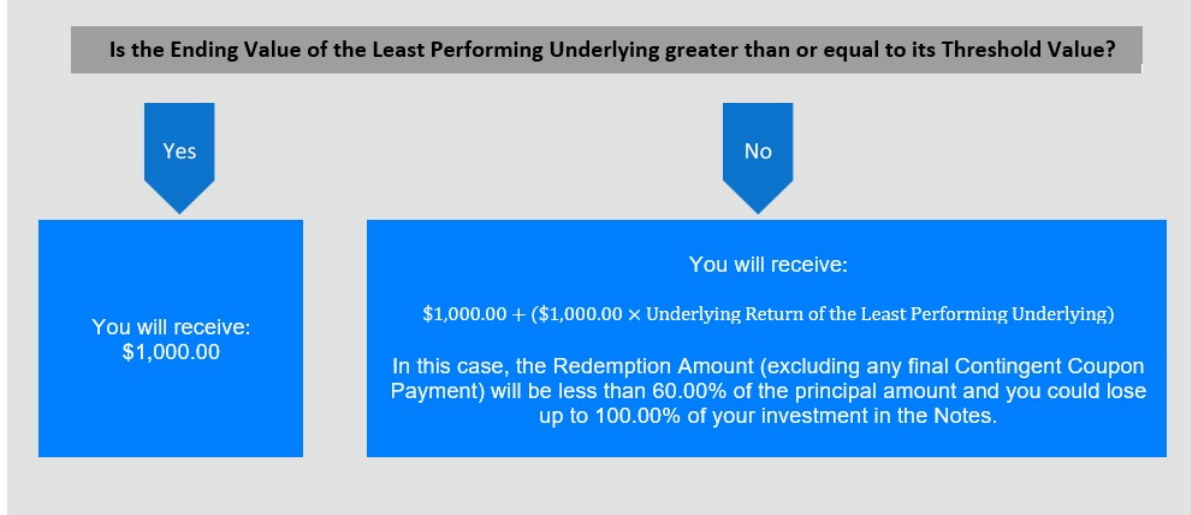 Is the Ending Value of the Least Performing Underlying greater than or equal to its Threshold Value?
Yes
No
You will receive:
$1,000.00
You will receive:
$1,000.00 + ($1,000.00 × Underlying Return of the Least Performing Underlying)
In this case, the Redemption Amount (excluding any final Contingent Coupon
Payment) will be less than 60.00% of the principal amount and you could lose
up to 100.00% of your investment in the Notes.